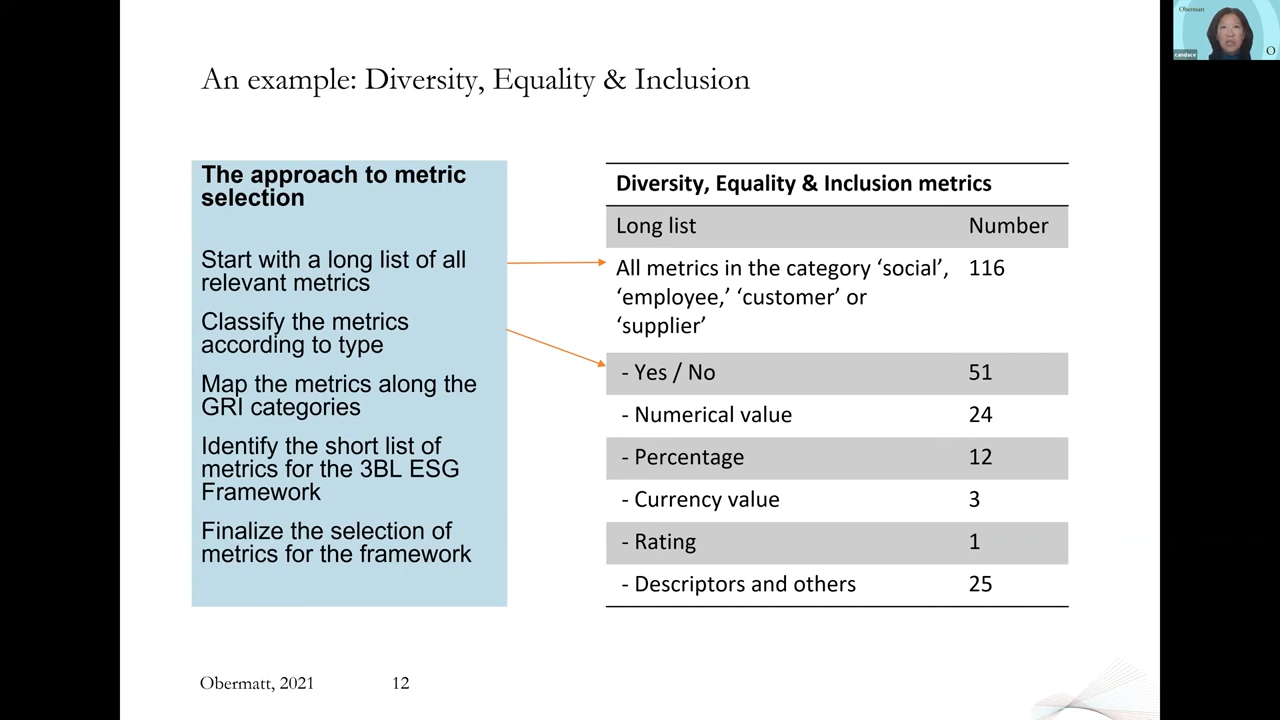 An example: Diversity, Equality & Inclusion
Obermatt
O
candace
The approach to metric
selection
Start with a long list of all
relevant metrics
Classify the metrics
according to type
Map the metrics along the
GRI categories
Identify the short list of
metrics for the 3BL ESG
Framework
Finalize the selection of
metrics for the framework
Diversity, Equality & Inclusion metrics
Long list Number
All metrics in the category ‘social’, 116
‘employee,’ ‘customer’ or
‘supplier’
- Yes / No 51
- Numerical value 24
- Percentage 12
- Currency value 3
- Rating 1
- Descriptors and others 25
Obermatt, 2021 12